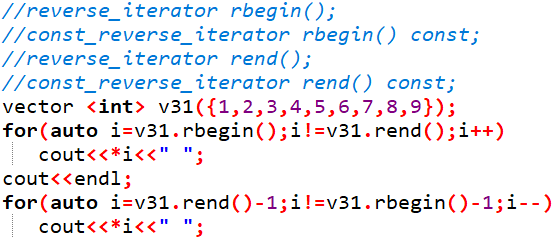 //reverse_iterator rbegin();
//const_reverse_iterator rbegin() const;
//reverse_iterator rend();
//const_reverse_iterator rend() const;
vector <int> v31({1,2,3,4,5,6,7,8,9});
for(auto i=v31.rbegin();i!=v31.rend();i++)
    cout<<*i<<" ";
cout<<endl;
for(auto i=v31.rend()-1;i!=v31.rbegin()-1;i--)
    cout<<*i<<" ";